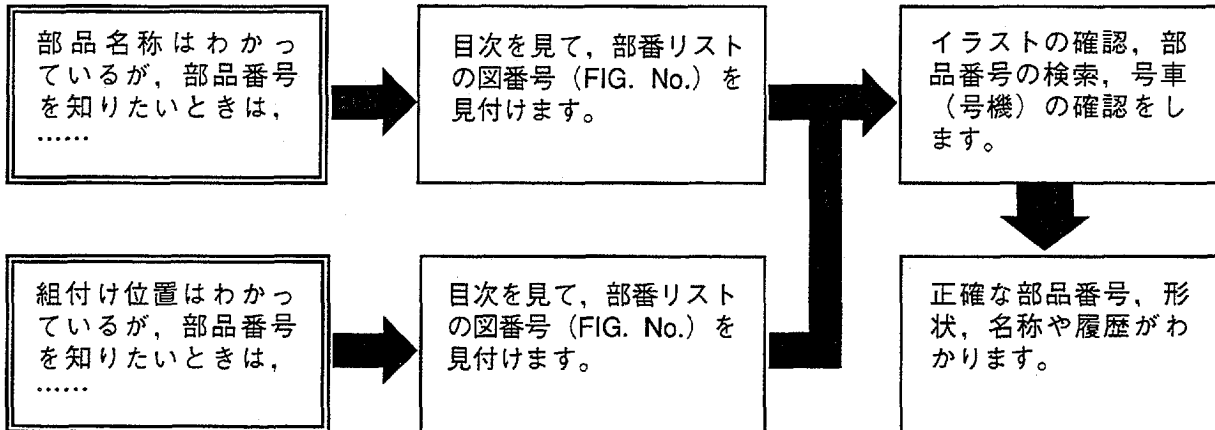 部品名称はわかっ
ているが，部品番号
を知りたいときは，
……
目次を見て，部番リスト
の図番号（FIG. No.）を
見付けます。
イラストの確認，部
品番号の検索，号車
（号機）の確認をし
ます。
組付け位置はわかっ
ているが，部品番号
を知りたいときは，
……
目次を見て，部番リスト
の図番号（FIG. No.）を
見付けます。
正確な部品番号，形
状，名称や履歴がわ
かります。